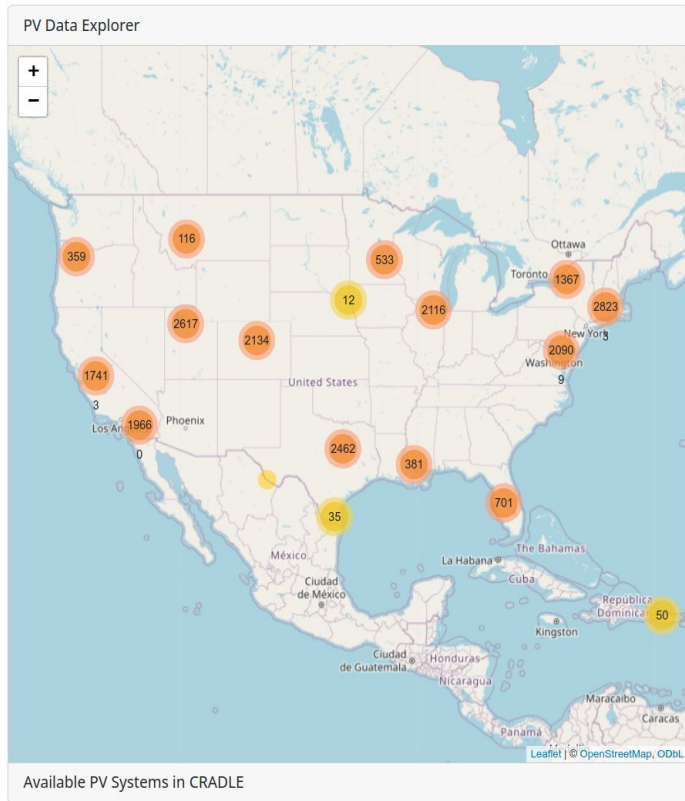 PV Data Explorer
+
−
Ottawa
116
359
533
Toronto
1367
12
2823
2116
2617
New York
3
2134
2090
Washington
9
1741
United States
3
Los An
1966
Phoenix
0
2462
381
35
701
The Bahamas
México
La Habana
Cuba
Ciudad
de México
República
Dominican
50
Kingston
Ciudad
de Guatemala
Honduras
Nicaragua
Maracaibo
Caracas
Panamá
Leaflet | © OpenStreetMap, ODbL
Available PV Systems in CRADLE